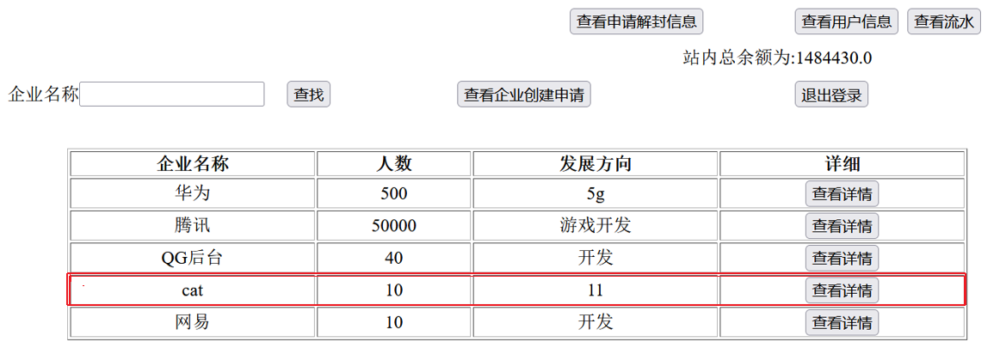 查看申请解封信息 查看用户信息 查看流水
站内总余额为:1484430.0
企业名称 查找 查看企业创建申请 退出登录
企业名称 人数 发展方向 详细
华为 500 5g 查看详情
腾讯 50000 游戏开发 查看详情
QG后台 40 开发 查看详情
cat 10 11 查看详情
网易 10 开发 查看详情